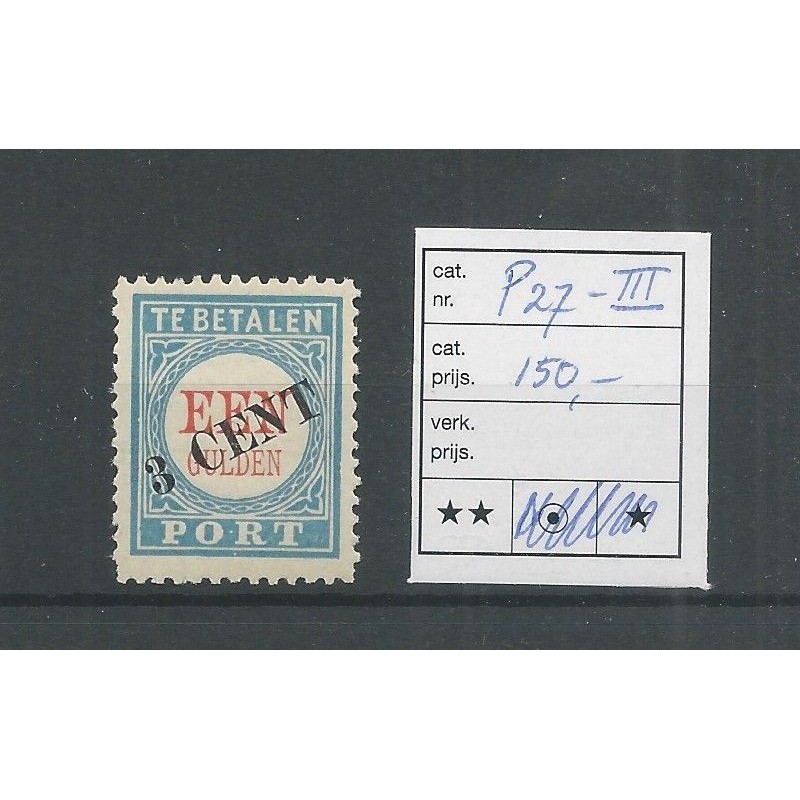 TE BETALEN
EEN
GULDEN
3 CENT
PORT
cat.
nr. P27-III
cat.
prijs. 150,-
verk.
prijs.
★★ ⦿ ★